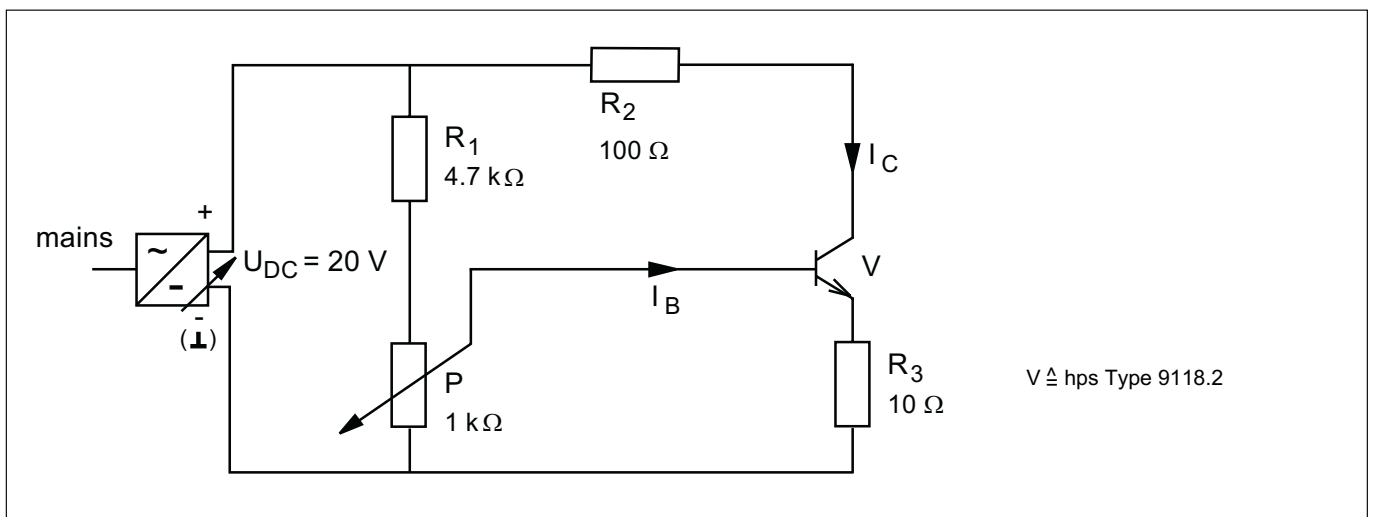 R2
100 Ω
R1
4.7 kΩ
IC
mains
+
~
-
UDC = 20 V
-
(⊥)
IB
V
P
1 kΩ
R3
10 Ω
V ≙ hps Type 9118.2